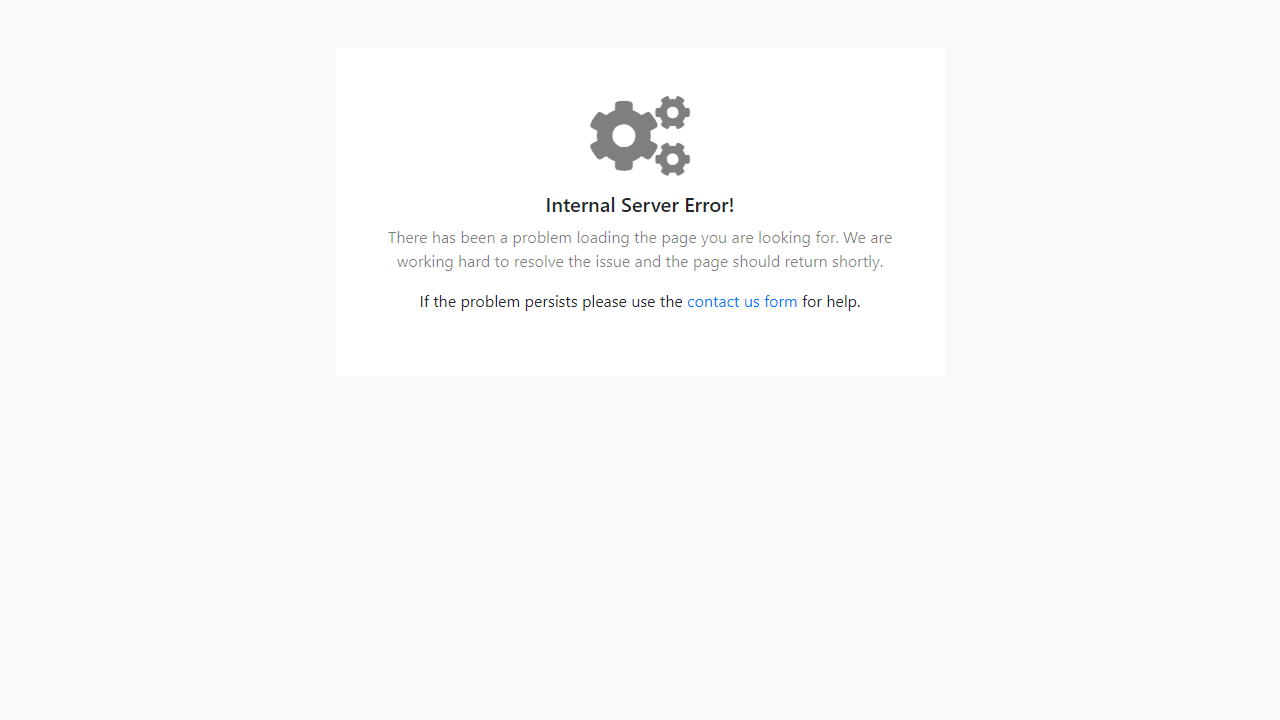 Internal Server Error!
There has been a problem loading the page you are looking for. We are
working hard to resolve the issue and the page should return shortly.
If the problem persists please use the contact us form for help.